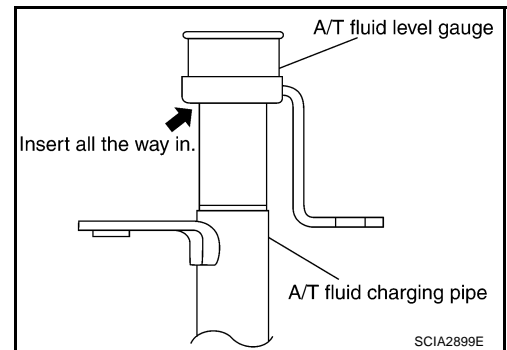 A/T fluid level gauge
Insert all the way in.
A/T fluid charging pipe
SCIA2899E